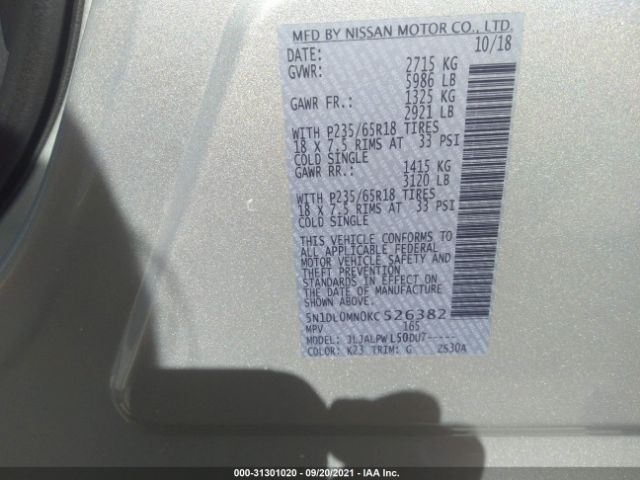 MFD BY NISSAN MOTOR CO., LTD.
DATE: 10/18
GVWR: 2715 KG
5986 LB
GAWR FR.: 1325 KG
2921 LB
WITH P235/65R18 TIRES
18 X 7.5 RIMS AT 33 PSI
COLD SINGLE
GAWR RR.: 1415 KG
3120 LB
WITH P235/65R18 TIRES
18 X 7.5 RIMS AT 33 PSI
COLD SINGLE
THIS VEHICLE CONFORMS TO
ALL APPLICABLE FEDERAL
MOTOR VEHICLE SAFETY AND
THEFT PREVENTION
STANDARDS IN EFFECT ON
THE DATE OF MANUFACTURE
SHOWN ABOVE.
5N1DL0MN0KC526382
MPV 165
MODEL: JLJALPWL50DU7-----
COLOR: K23 TRIM: G 2S30A
000-31301020 - 09/20/2021 - IAA Inc.